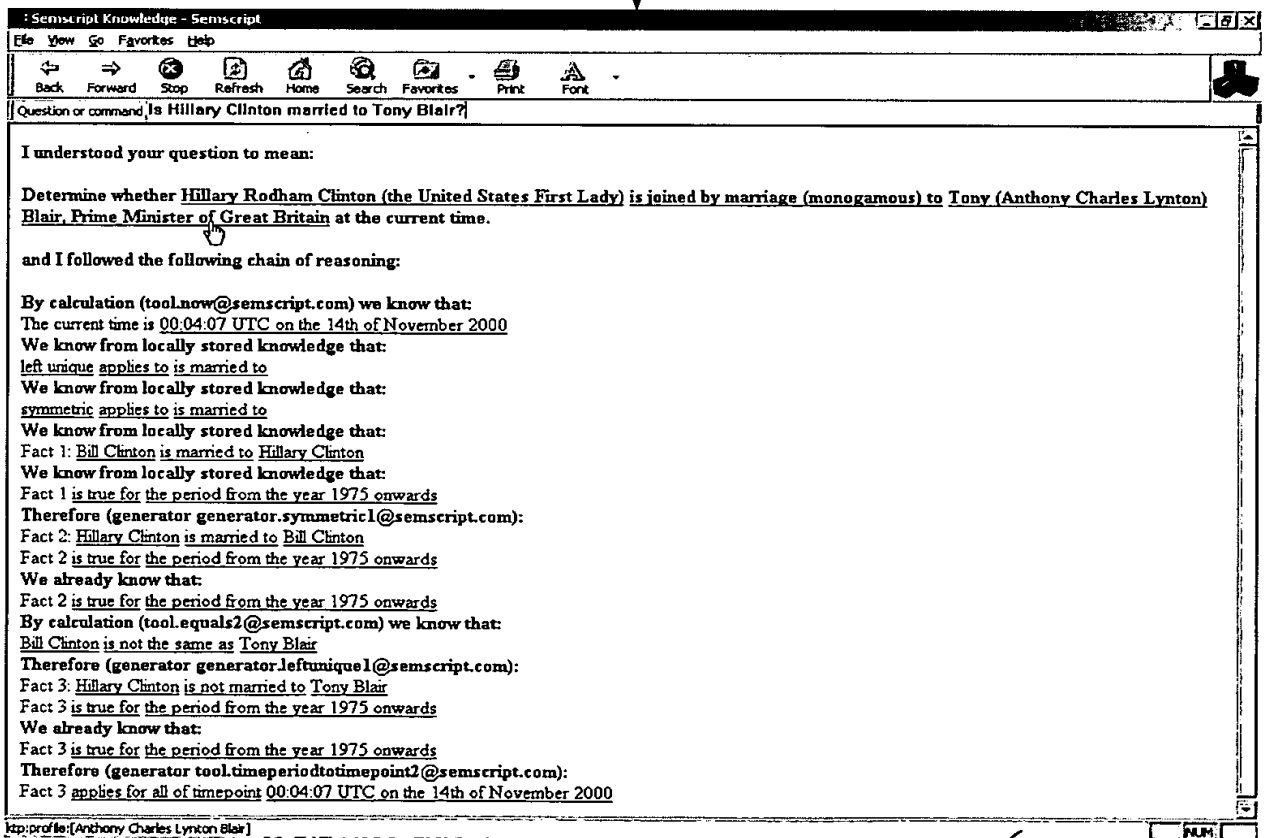 : Semscript Knowledge - Semscript
File View Go Favorites Help
Back Forward Stop Refresh Home Search Favorites Print Font
Question or command Is Hillary Clinton married to Tony Blair?
I understood your question to mean:
Determine whether Hillary Rodham Clinton (the United States First Lady) is joined by marriage (monogamous) to Tony (Anthony Charles Lynton)
Blair, Prime Minister of Great Britain at the current time.
and I followed the following chain of reasoning:
By calculation (tool.now@semscript.com) we know that:
The current time is 00:04:07 UTC on the 14th of November 2000
We know from locally stored knowledge that:
left unique applies to is married to
We know from locally stored knowledge that:
symmetric applies to is married to
We know from locally stored knowledge that:
Fact 1: Bill Clinton is married to Hillary Clinton
We know from locally stored knowledge that:
Fact 1 is true for the period from the year 1975 onwards
Therefore (generator generator.symmetric1@semscript.com):
Fact 2: Hillary Clinton is married to Bill Clinton
Fact 2 is true for the period from the year 1975 onwards
We already know that:
Fact 2 is true for the period from the year 1975 onwards
By calculation (tool.equals2@semscript.com) we know that:
Bill Clinton is not the same as Tony Blair
Therefore (generator generator.leftunique1@semscript.com):
Fact 3: Hillary Clinton is not married to Tony Blair
Fact 3 is true for the period from the year 1975 onwards
We already know that:
Fact 3 is true for the period from the year 1975 onwards
Therefore (generator tool.timeperiodtotimepoint2@semscript.com):
Fact 3 applies for all of timepoint 00:04:07 UTC on the 14th of November 2000
ktp:profile:[Anthony Charles Lynton Blair] NUM